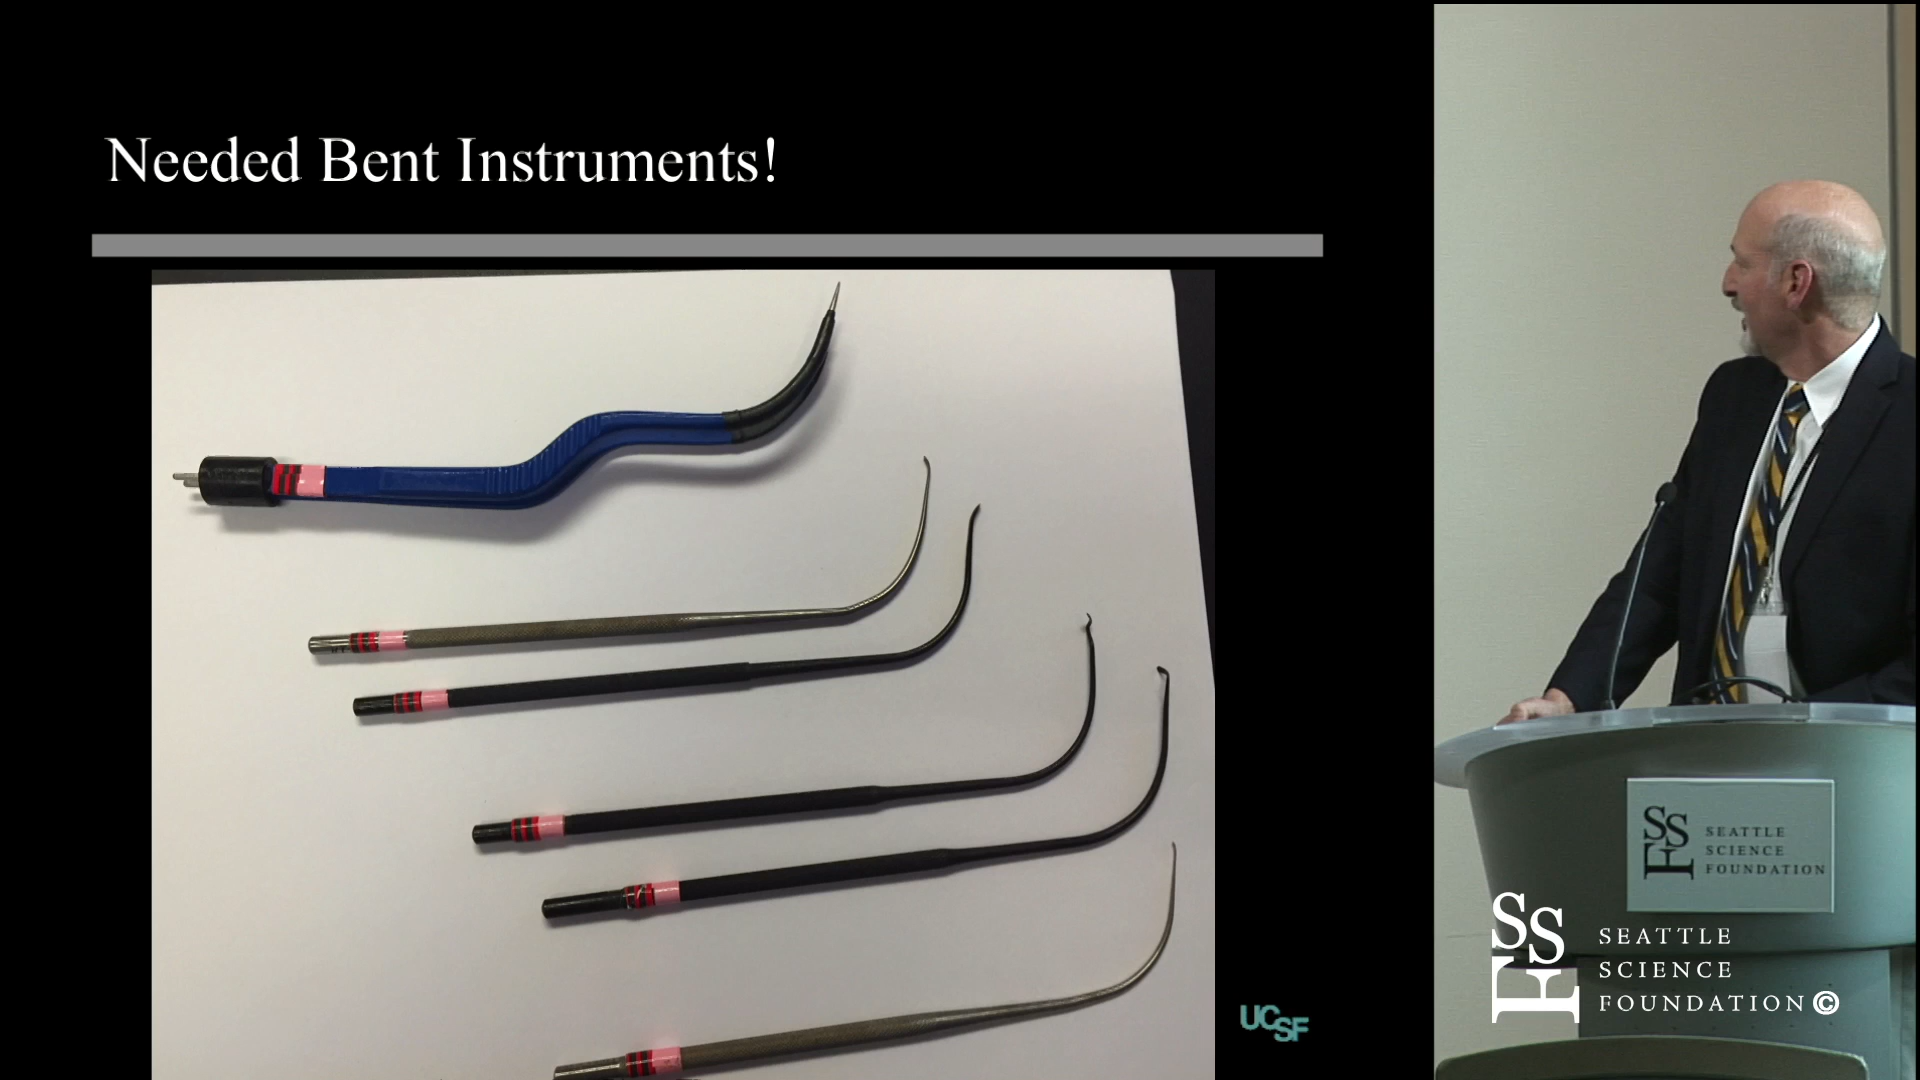 Needed Bent Instruments!
UCSF
SSF
SEATTLE
SCIENCE
FOUNDATION
SSF
SEATTLE
SCIENCE
FOUNDATION©